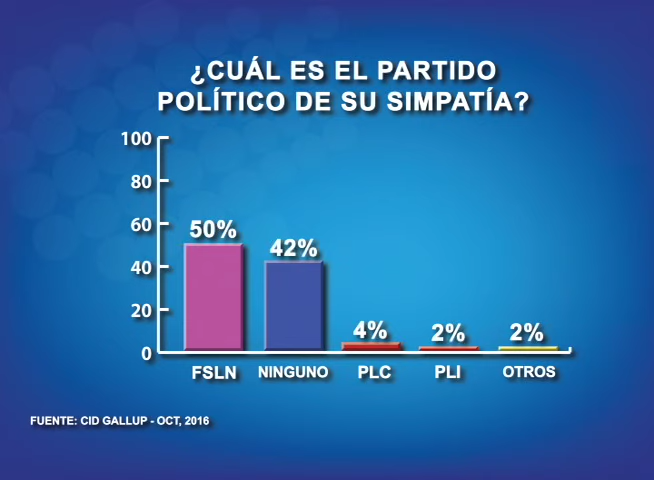 ¿CUÁL ES EL PARTIDO
POLÍTICO DE SU SIMPATÍA?
100
80
60
40
20
0
50%
42%
4%
2%
2%
FSLN
NINGUNO
PLC
PLI
OTROS
FUENTE: CID GALLUP - OCT, 2016